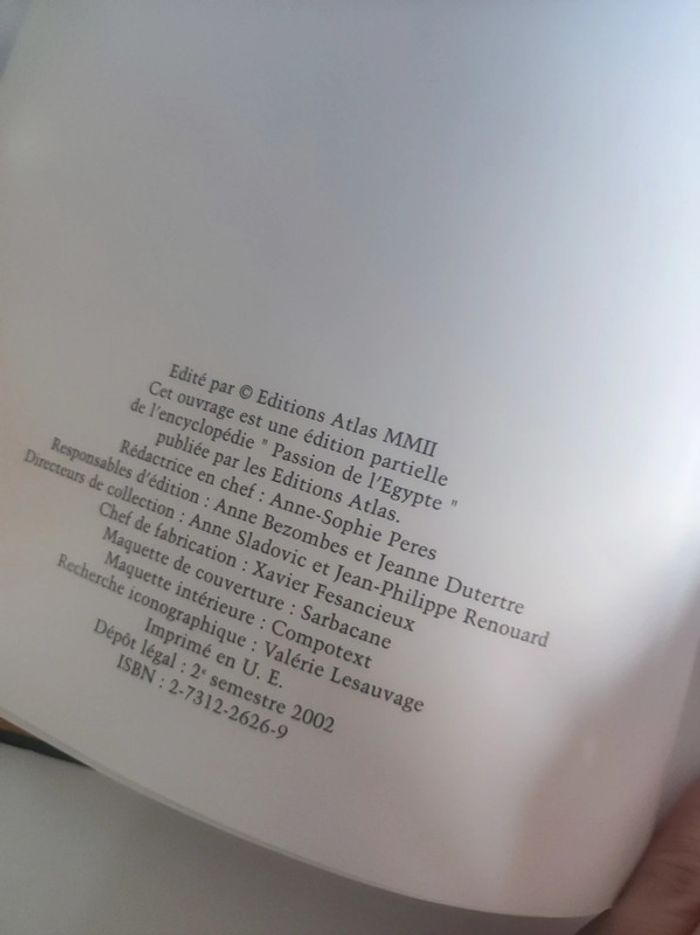 Edité par © Editions Atlas MMII
Cet ouvrage est une édition partielle
de l'encyclopédie " Passion de l'Egypte "
publiée par les Editions Atlas.
Rédactrice en chef : Anne-Sophie Peres
Responsables d'édition : Anne Bezombes et Jeanne Dutertre
Directeurs de collection : Anne Sladovic et Jean-Philippe Renouard
Chef de fabrication : Xavier Fesancieux
Maquette de couverture : Sarbacane
Maquette intérieure : Compotext
Recherche iconographique : Valérie Lesauvage
Imprimé en U. E.
Dépôt légal : 2e semestre 2002
ISBN : 2-7312-2626-9